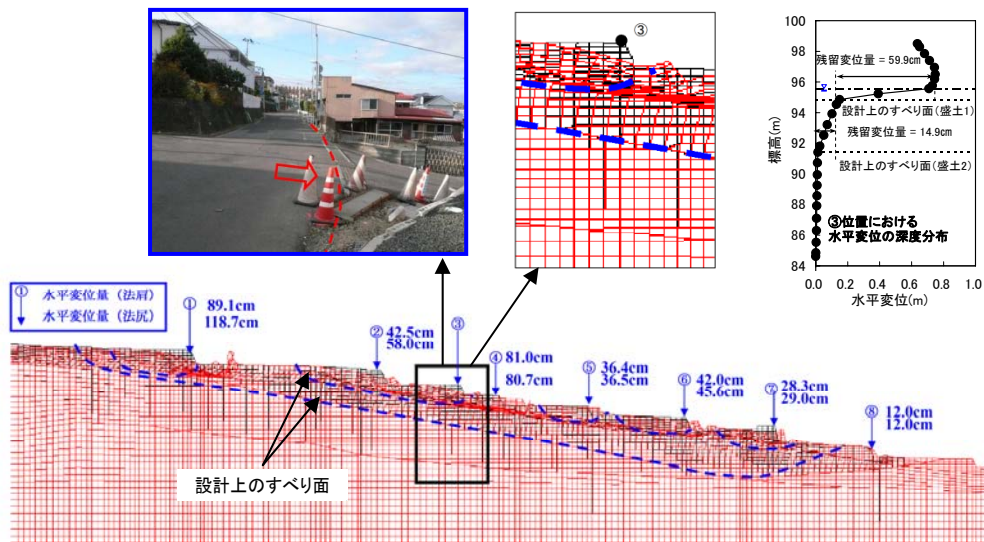 ③
100
98
96
94
92
90
88
86
84
標高(m)
残留変位量 = 59.9cm
設計上のすべり面(盛土1)
残留変位量 = 14.9cm
設計上のすべり面(盛土2)
③位置における
水平変位の深度分布
0.0 0.2 0.4 0.6 0.8 1.0
水平変位(m)
① 水平変位量 (法肩)
水平変位量 (法尻)
① 89.1cm
118.7cm
② 42.5cm
58.0cm
③
④ 81.0cm
80.7cm
⑤ 36.4cm
36.5cm
⑥ 42.0cm
45.6cm
⑦ 28.3cm
29.0cm
⑧ 12.0cm
12.0cm
設計上のすべり面